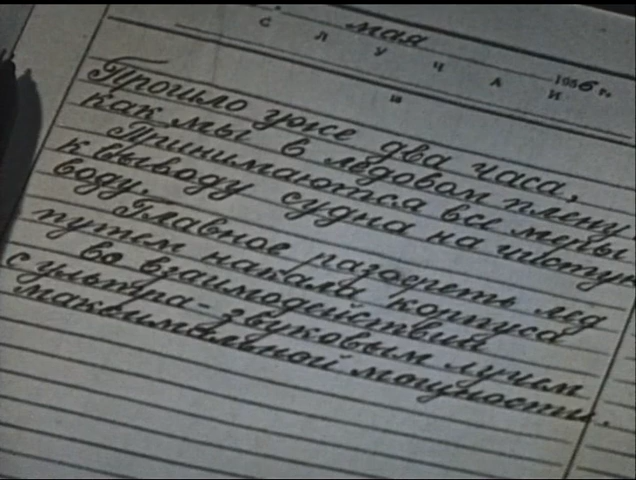 мая 1956 г.
СЛУЧАИ
Прошло уже два часа,
как мы в ледовом плену
Принимаются все меры
к выводу судна на чистую
воду.
Главное разогреть лед
путем накала корпуса
во взаимодействии
с ультра-звуковым лучом
максимальной мощности.